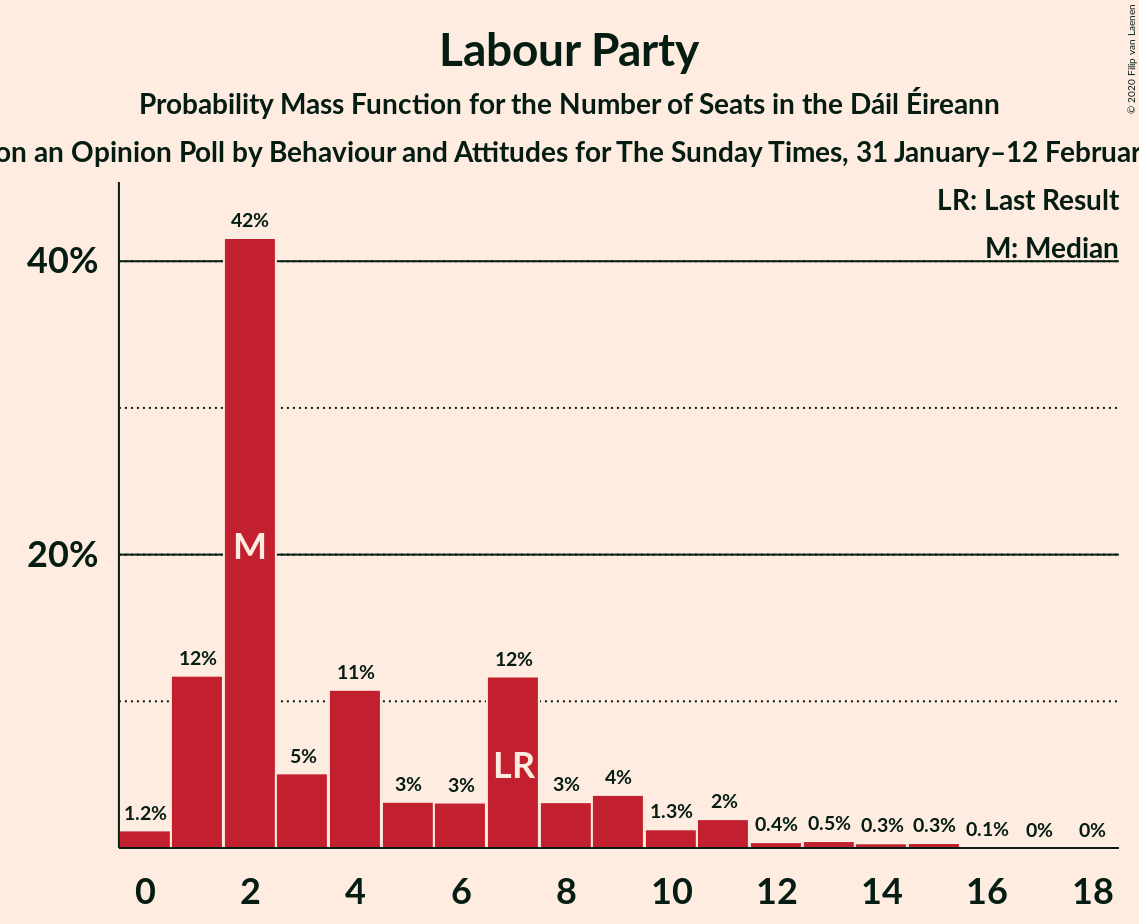 Labour Party
Probability Mass Function for the Number of Seats in the Dáil Éireann
on an Opinion Poll by Behaviour and Attitudes for The Sunday Times, 31 January–12 Februar
© 2020 Filip van Laenen
LR: Last Result
M: Median
40%
20%
1.2%
12%
42%
5%
11%
3%
3%
12%
3%
4%
1.3%
2%
0.4%
0.5%
0.3%
0.3%
0.1%
0%
0%
M
LR
0 2 4 6 8 10 12 14 16 18